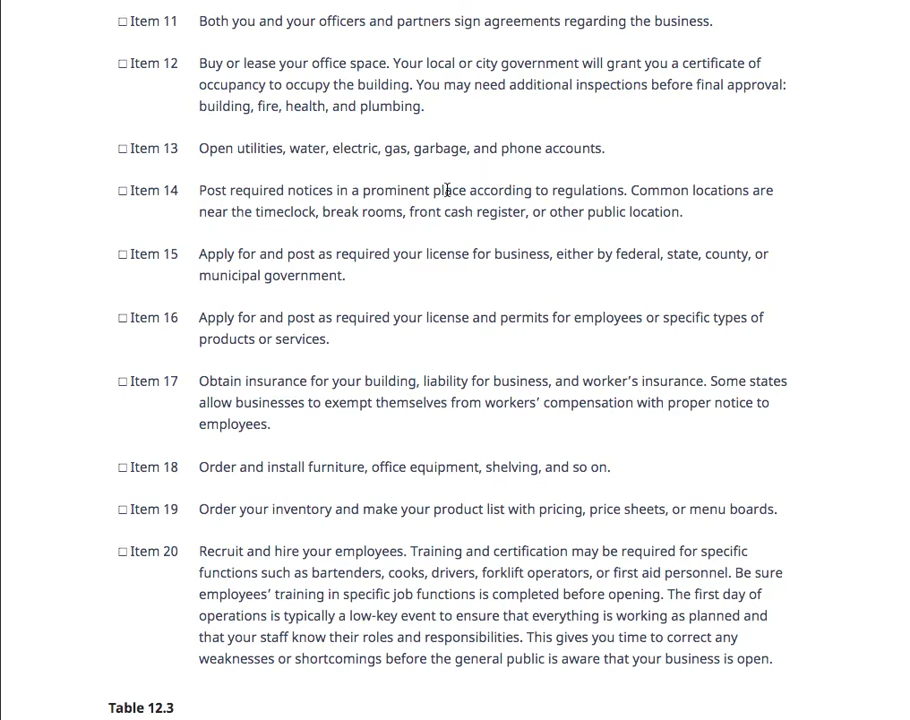 ☐ Item 11 Both you and your officers and partners sign agreements regarding the business.
☐ Item 12 Buy or lease your office space. Your local or city government will grant you a certificate of
occupancy to occupy the building. You may need additional inspections before final approval:
building, fire, health, and plumbing.
☐ Item 13 Open utilities, water, electric, gas, garbage, and phone accounts.
☐ Item 14 Post required notices in a prominent place according to regulations. Common locations are
near the timeclock, break rooms, front cash register, or other public location.
☐ Item 15 Apply for and post as required your license for business, either by federal, state, county, or
municipal government.
☐ Item 16 Apply for and post as required your license and permits for employees or specific types of
products or services.
☐ Item 17 Obtain insurance for your building, liability for business, and worker’s insurance. Some states
allow businesses to exempt themselves from workers’ compensation with proper notice to
employees.
☐ Item 18 Order and install furniture, office equipment, shelving, and so on.
☐ Item 19 Order your inventory and make your product list with pricing, price sheets, or menu boards.
☐ Item 20 Recruit and hire your employees. Training and certification may be required for specific
functions such as bartenders, cooks, drivers, forklift operators, or first aid personnel. Be sure
employees’ training in specific job functions is completed before opening. The first day of
operations is typically a low-key event to ensure that everything is working as planned and
that your staff know their roles and responsibilities. This gives you time to correct any
weaknesses or shortcomings before the general public is aware that your business is open.
Table 12.3